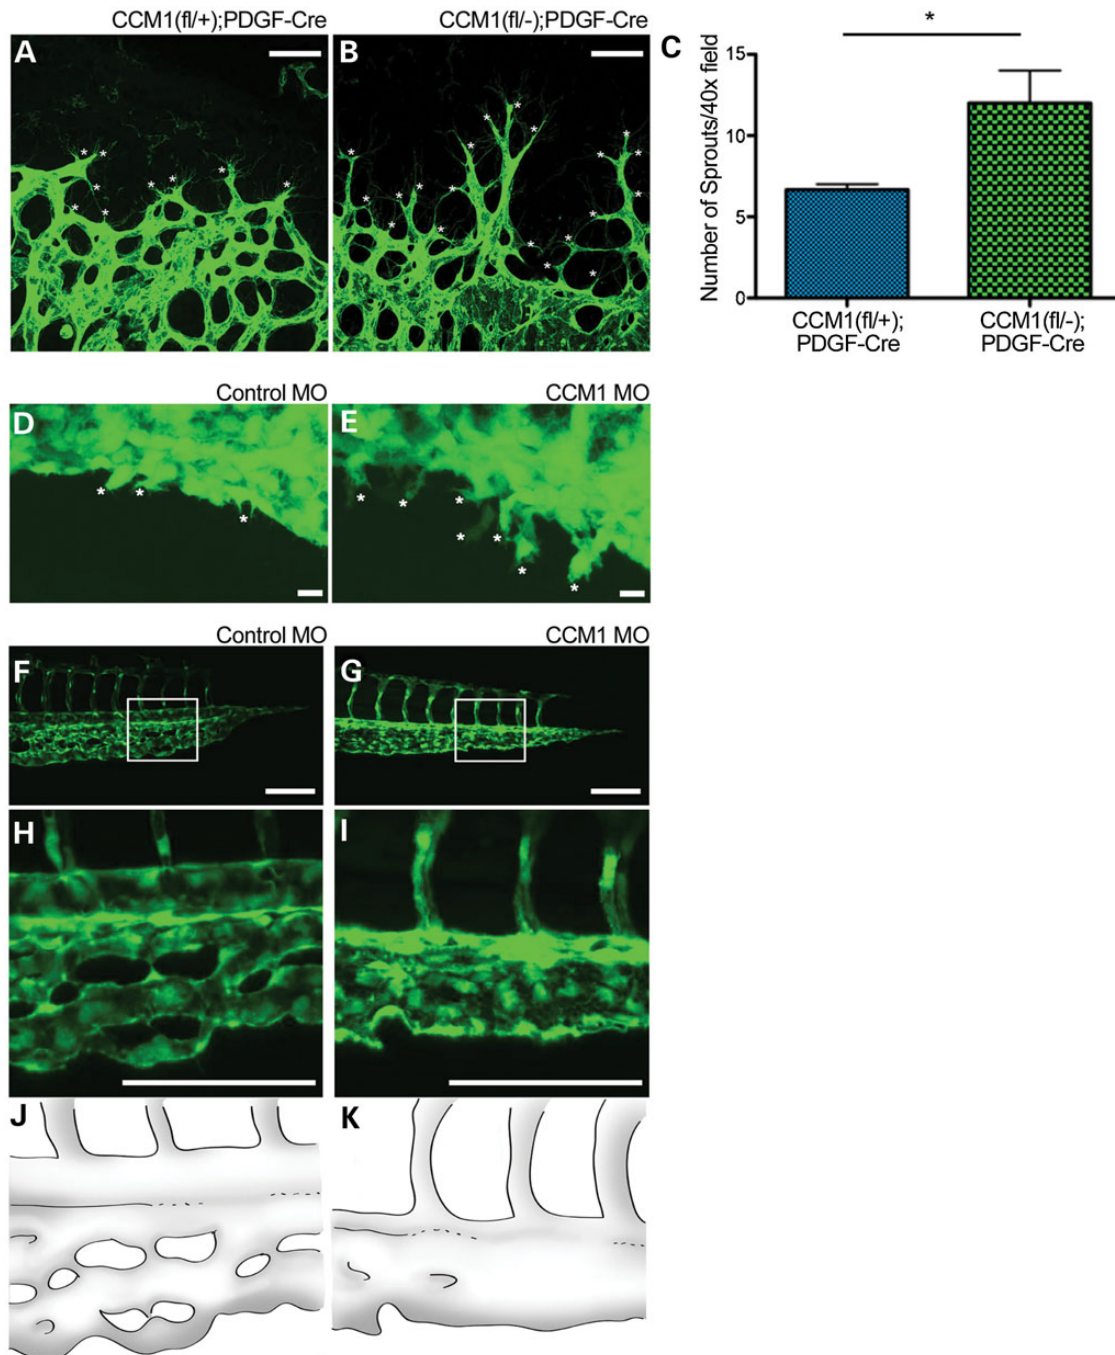 CCM1(fl/+);PDGF-Cre
CCM1(fl/-);PDGF-Cre
A
B
C
*
Number of Sprouts/40x field
15
10
5
0
CCM1(fl/+);
PDGF-Cre
CCM1(fl/-);
PDGF-Cre
Control MO
CCM1 MO
D
E
Control MO
CCM1 MO
F
G
H
I
J
K